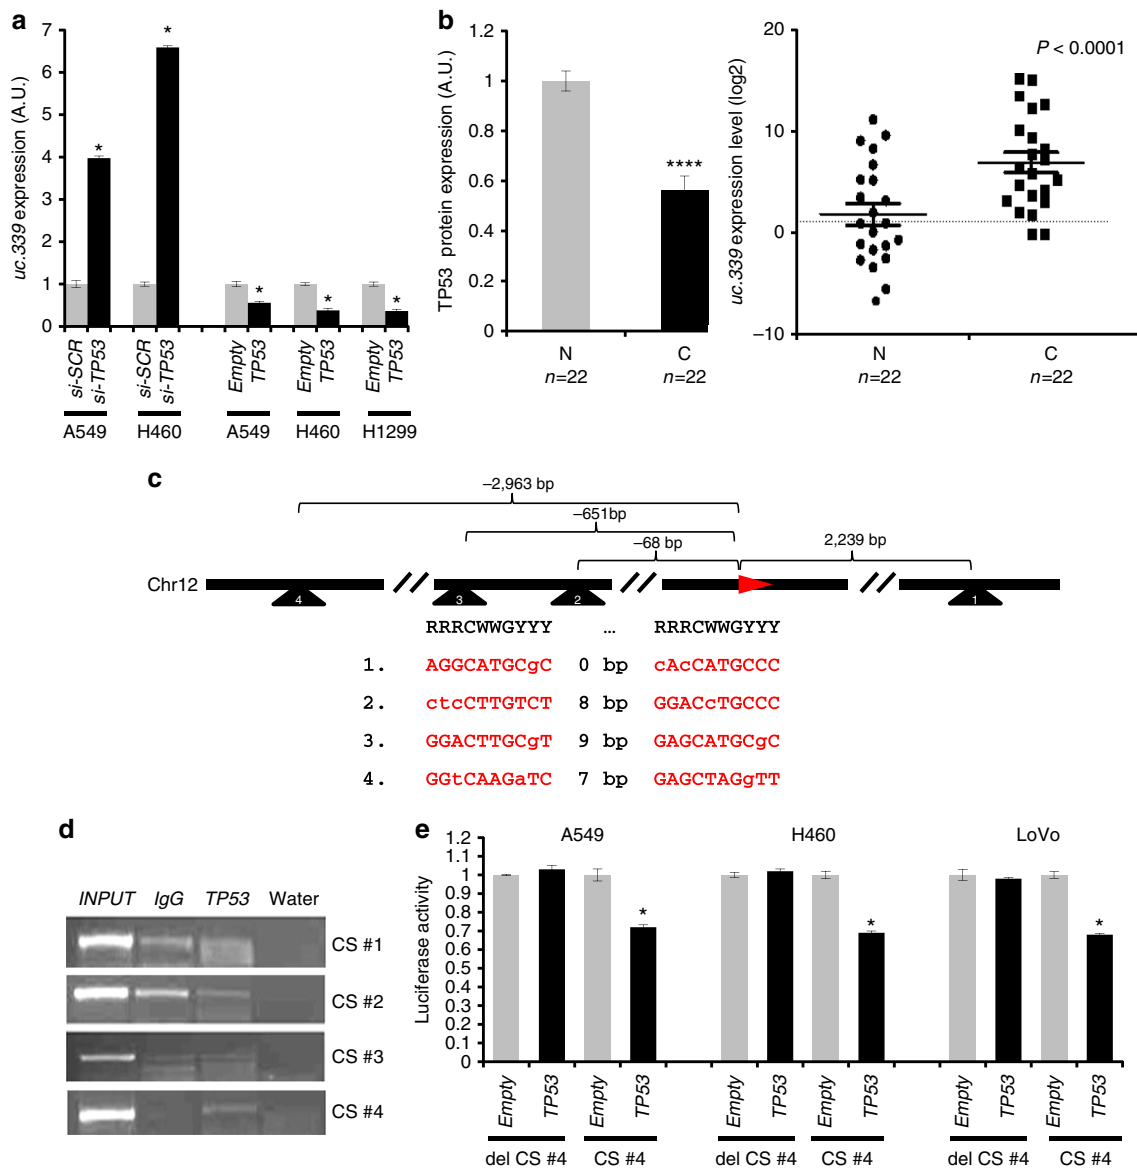 a
uc.339 expression (A.U.)
7
6
5
4
3
2
1
0
*
*
*
*
*
si-SCR
si-TP53
si-SCR
si-TP53
Empty
TP53
Empty
TP53
Empty
TP53
A549
H460
A549
H460
H1299
b
TP53 protein expression (A.U.)
1.2
1
0.8
0.6
0.4
0.2
0
****
N
C
n=22
n=22
uc.339 expression level (log2)
20
10
0
−10
P < 0.0001
N
C
n=22
n=22
c
−2,963 bp
−651bp
−68 bp
2,239 bp
Chr12
4
3
2
1
RRRCWWGYYY ... RRRCWWGYYY
1. AGGCATGCgC 0 bp cAcCATGCCC
2. ctcCTTGTCT 8 bp GGACcTGCCC
3. GGACTTGCgT 9 bp GAGCATGCgC
4. GGtCAAGaTC 7 bp GAGCTAGgTT
d
INPUT IgG TP53 Water
CS #1
CS #2
CS #3
CS #4
e
Luciferase activity
1.2
1.1
1
0.9
0.8
0.7
0.6
0.5
0.4
0.3
0.2
0.1
0
A549
H460
LoVo
*
*
*
Empty
TP53
Empty
TP53
Empty
TP53
Empty
TP53
Empty
TP53
Empty
TP53
del CS #4
CS #4
del CS #4
CS #4
del CS #4
CS #4